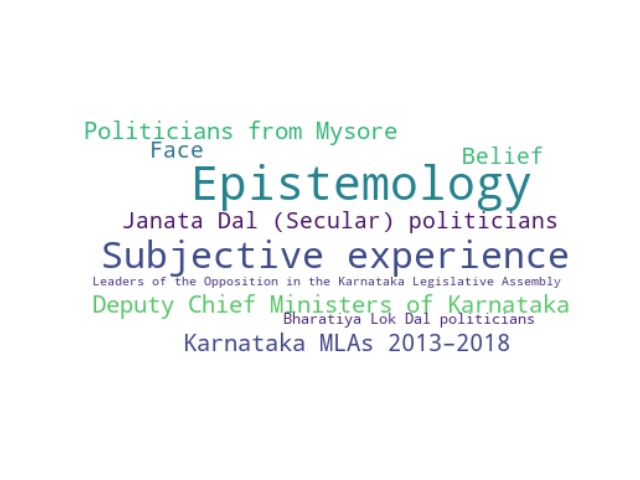 Politicians from Mysore
Face
Belief
Epistemology
Janata Dal (Secular) politicians
Subjective experience
Leaders of the Opposition in the Karnataka Legislative Assembly
Deputy Chief Ministers of Karnataka
Bharatiya Lok Dal politicians
Karnataka MLAs 2013–2018